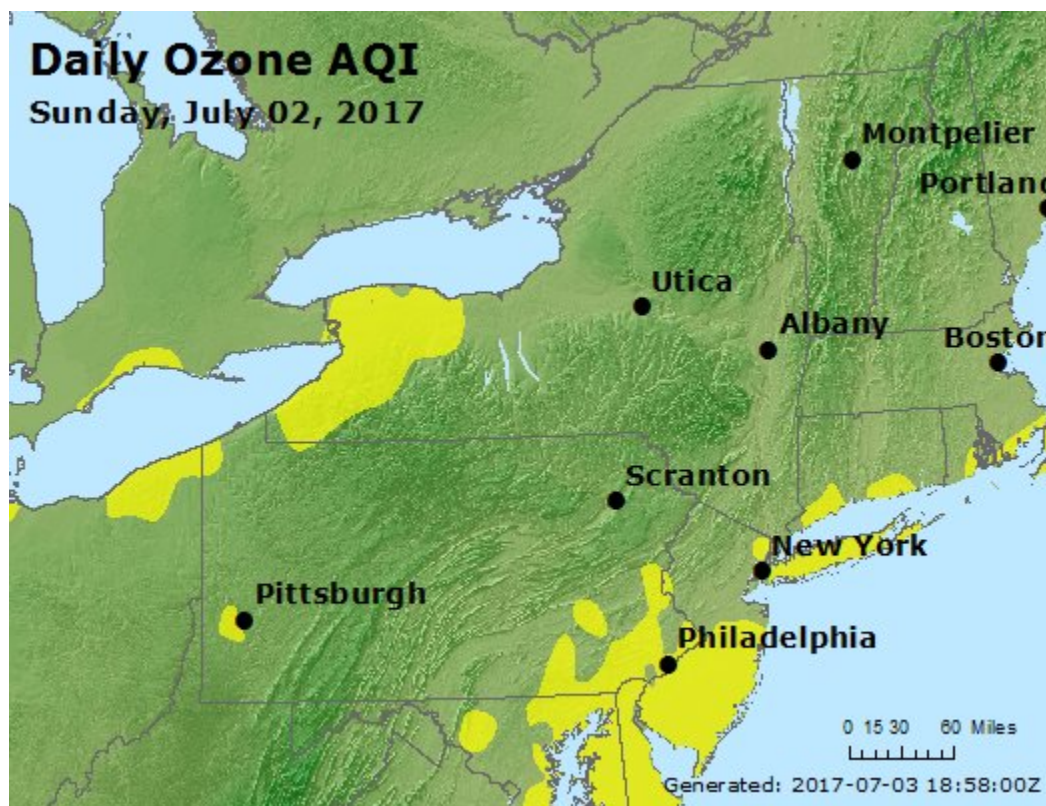 Daily Ozone AQI
Sunday, July 02, 2017
Montpelier
Portland
Utica
Albany
Boston
Scranton
New York
Pittsburgh
Philadelphia
0 15 30 60 Miles
Generated: 2017-07-03 18:58:00Z